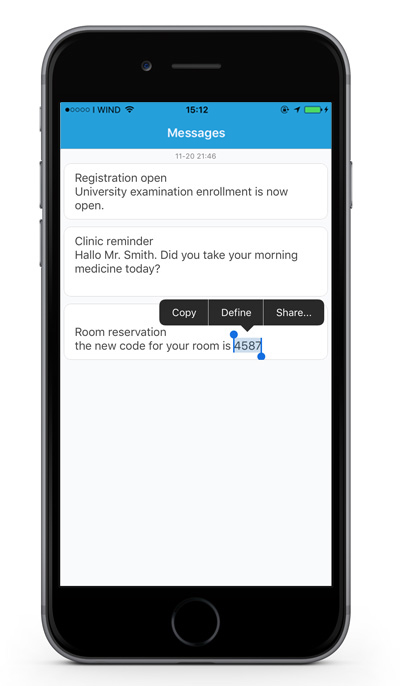 I WIND 15:12
Messages
11-20 21:46
Registration open
University examination enrollment is now
open.
Clinic reminder
Hallo Mr. Smith. Did you take your morning
medicine today?
Copy Define Share...
Room reservation
the new code for your room is 4587